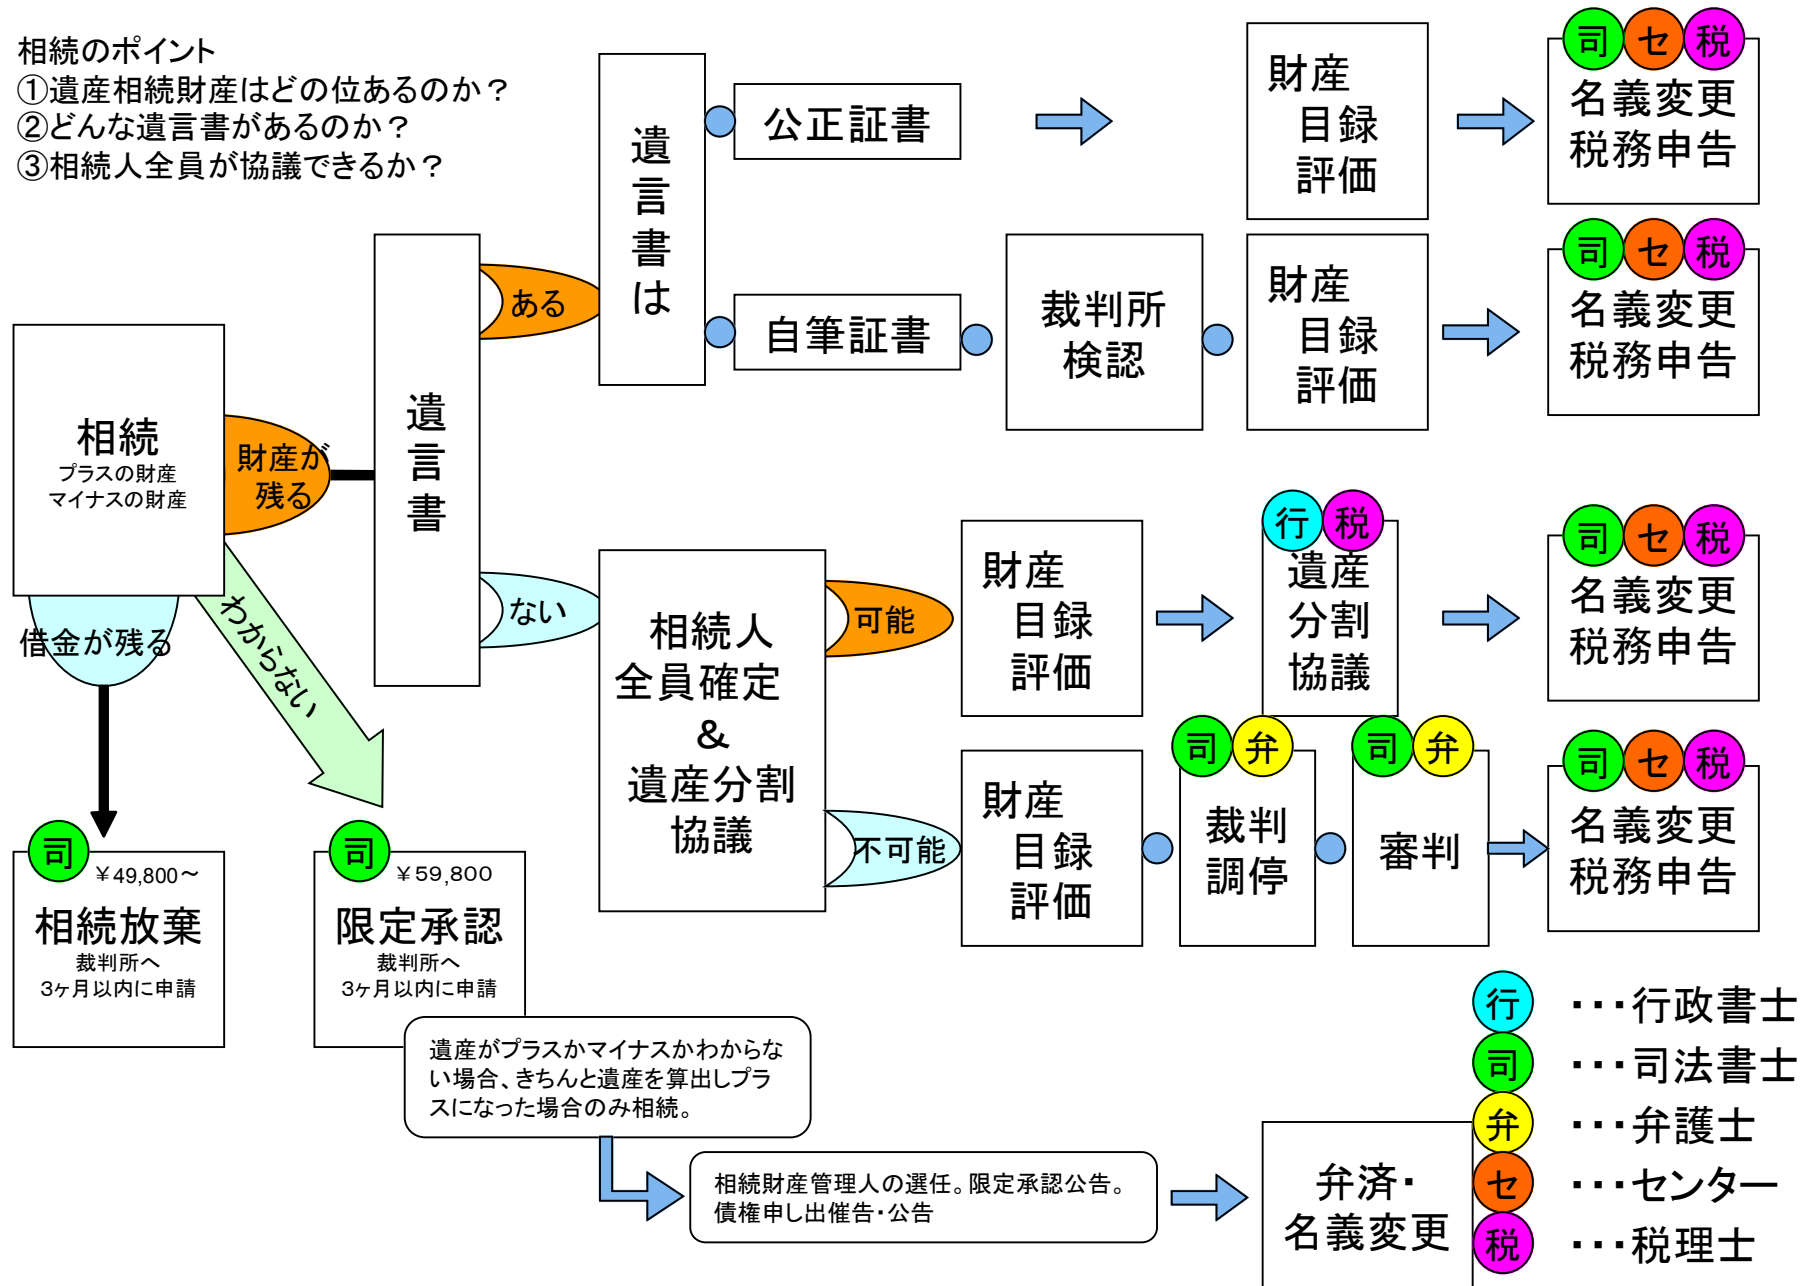 相続のポイント
①遺産相続財産はどの位あるのか？
②どんな遺言書があるのか？
③相続人全員が協議できるか？
相続
プラスの財産
マイナスの財産
財産が
残る
借金が残る
わからない
司
￥49,800～
相続放棄
裁判所へ
3ヶ月以内に申請
司
￥59,800
限定承認
裁判所へ
3ヶ月以内に申請
遺言書
ある
ない
遺言書は
公正証書
財産
目録
評価
司 セ 税
名義変更
税務申告
自筆証書
裁判所
検認
財産
目録
評価
司 セ 税
名義変更
税務申告
相続人
全員確定
＆
遺産分割
協議
可能
財産
目録
評価
行 税
遺産
分割
協議
司 セ 税
名義変更
税務申告
不可能
財産
目録
評価
司 弁
裁判
調停
司 弁
審判
司 セ 税
名義変更
税務申告
遺産がプラスかマイナスかわからな
い場合、きちんと遺産を算出しプラ
スになった場合のみ相続。
相続財産管理人の選任。限定承認公告。
債権申し出催告・公告
弁済・
名義変更
行 ・・・行政書士
司 ・・・司法書士
弁 ・・・弁護士
セ ・・・センター
税 ・・・税理士